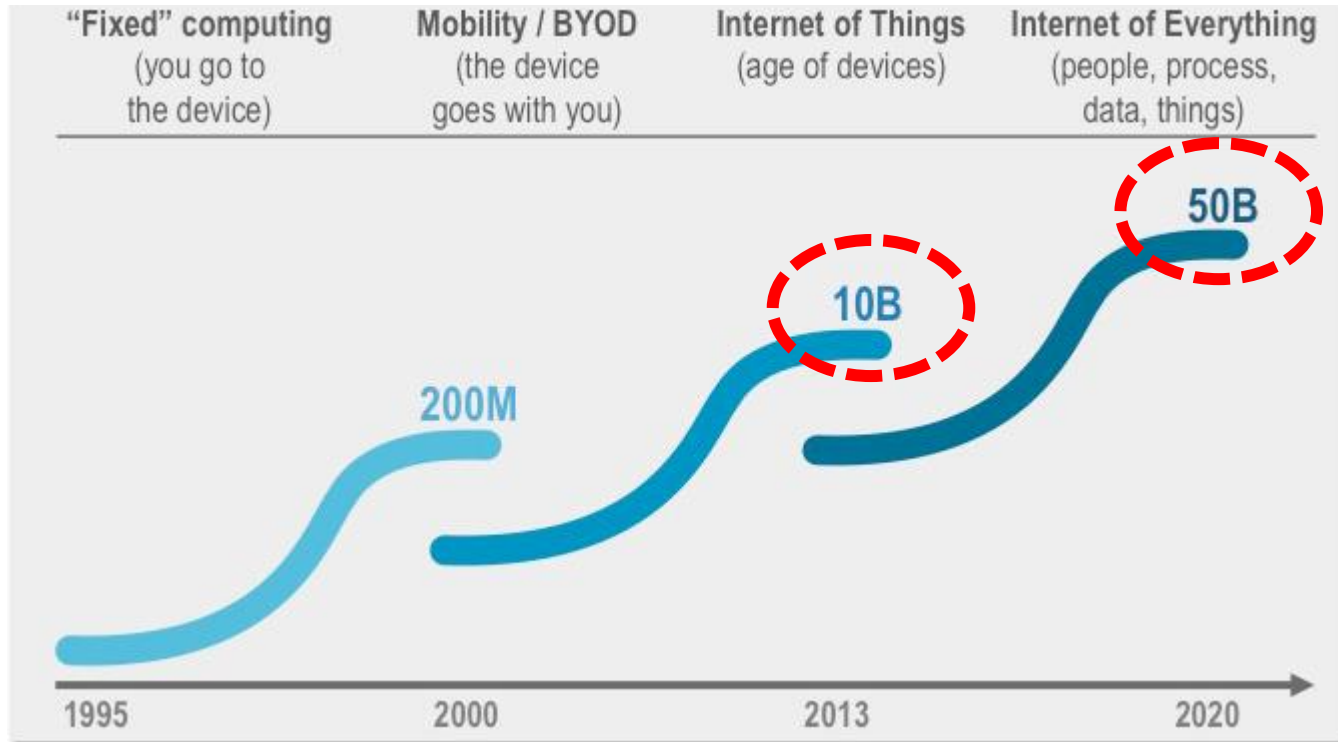 “Fixed” computing
(you go to
the device)
Mobility / BYOD
(the device
goes with you)
Internet of Things
(age of devices)
Internet of Everything
(people, process,
data, things)
50B
10B
200M
1995
2000
2013
2020